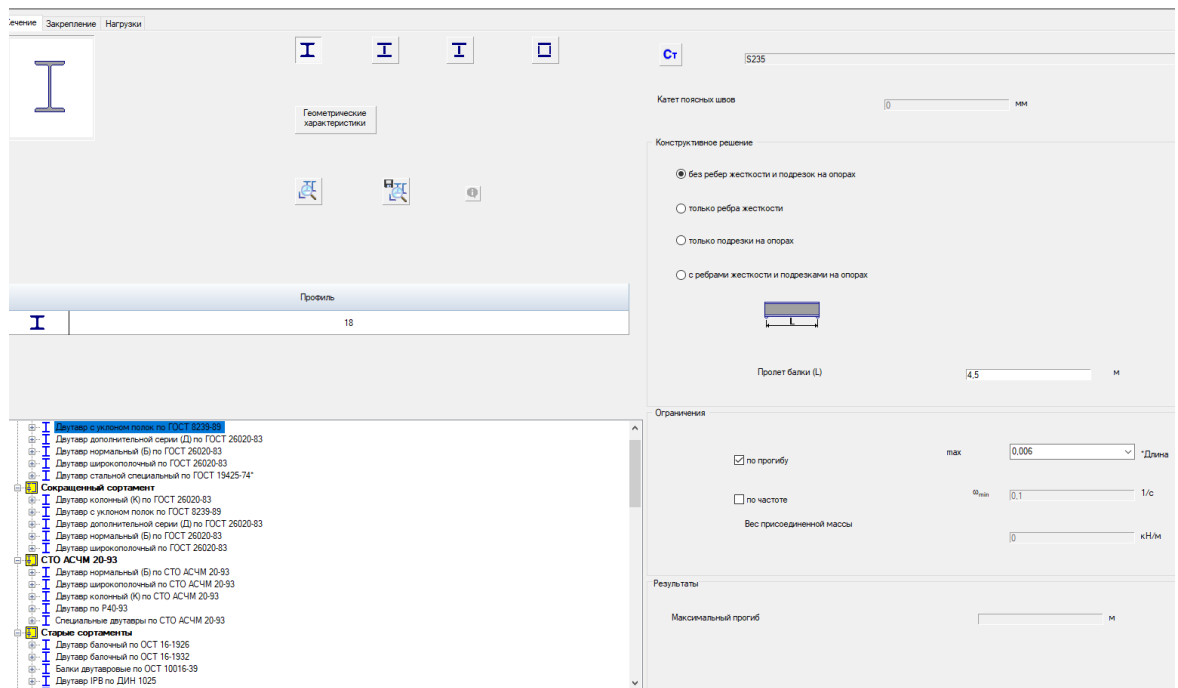 Сечение Закрепление Нагрузки
Ст
S235
Катет поясных швов 0 мм
Геометрические
характеристики
Конструктивное решение
без ребер жесткости и подрезок на опорах
только ребра жесткости
только подрезки на опорах
с ребрами жесткости и подрезками на опорах
L
Пролет балки (L) 4,5 м
Профиль
18
Двутавр с уклоном полок по ГОСТ 8239-89
Двутавр дополнительной серии (Д) по ГОСТ 26020-83
Двутавр нормальный (Б) по ГОСТ 26020-83
Двутавр широкополочный по ГОСТ 26020-83
Двутавр стальной специальный по ГОСТ 19425-74*
Сокращенный сортамент
Двутавр колонный (К) по ГОСТ 26020-83
Двутавр с уклоном полок по ГОСТ 8239-89
Двутавр дополнительной серии (Д) по ГОСТ 26020-83
Двутавр нормальный (Б) по ГОСТ 26020-83
Двутавр широкополочный по ГОСТ 26020-83
СТО АСЧМ 20-93
Двутавр нормальный (Б) по СТО АСЧМ 20-93
Двутавр широкополочный по СТО АСЧМ 20-93
Двутавр колонный (К) по СТО АСЧМ 20-93
Двутавр по Р40-93
Специальные двутавры по СТО АСЧМ 20-93
Старые сортаменты
Двутавр балочный по ОСТ 16-1926
Двутавр балочный по ОСТ 16-1932
Балки двутавровые по ОСТ 10016-39
Двутавр IPB по ДИН 1025
Ограничения
по прогибу max 0,006 *Длина
по частоте ωmin 0,1 1/с
Вес присоединенной массы
0 кН/м
Результаты
Максимальный прогиб м